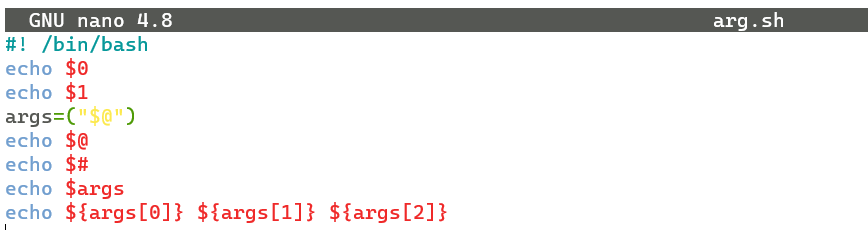 GNU nano 4.8 arg.sh
#! /bin/bash
echo $0
echo $1
args=("$@")
echo $@
echo $#
echo $args
echo ${args[0]} ${args[1]} ${args[2]}